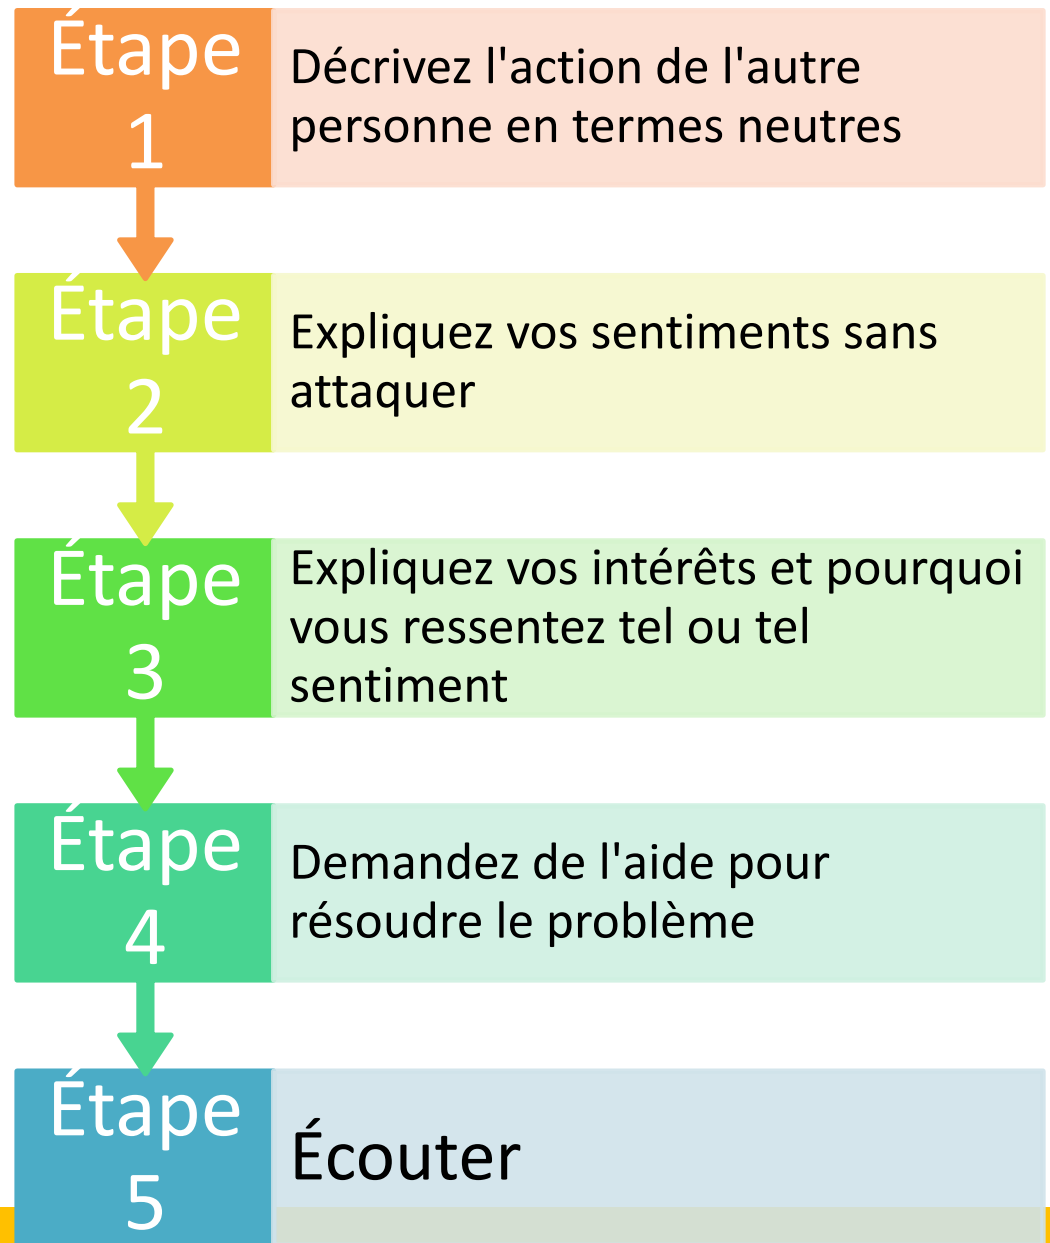 Étape
1
Décrivez l'action de l'autre
personne en termes neutres
Étape
2
Expliquez vos sentiments sans
attaquer
Étape
3
Expliquez vos intérêts et pourquoi
vous ressentez tel ou tel
sentiment
Étape
4
Demandez de l'aide pour
résoudre le problème
Étape
5
Écouter